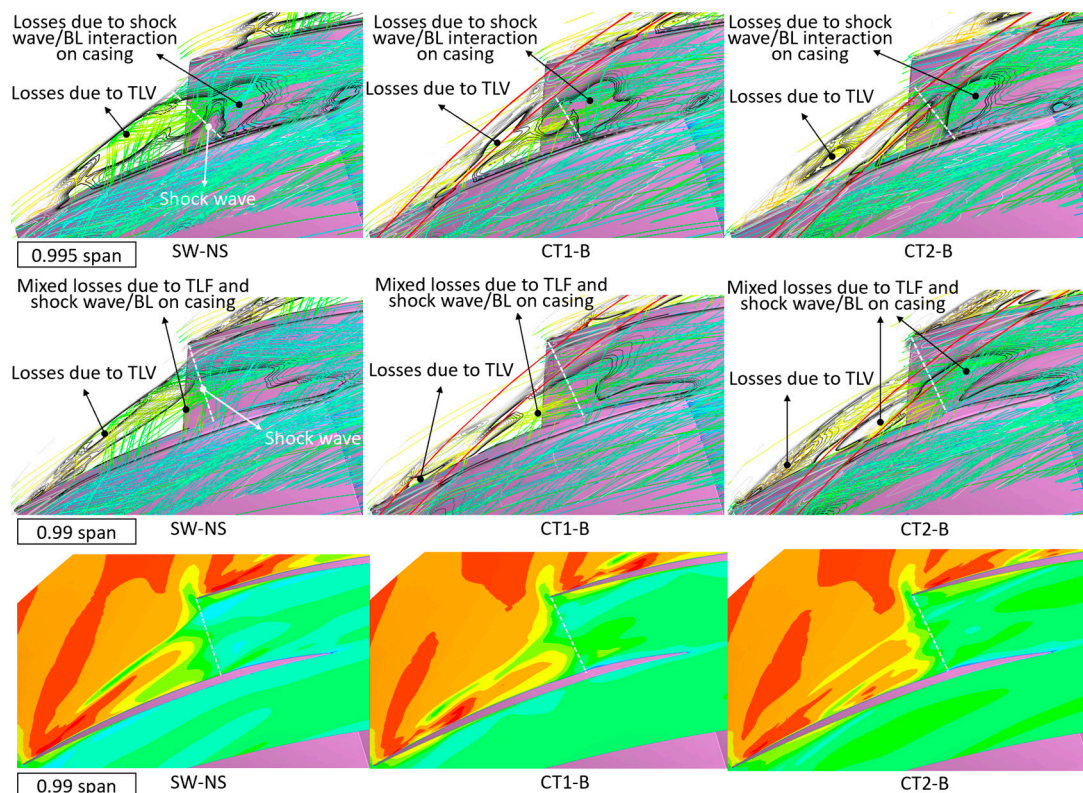 Losses due to shock
wave/BL interaction
on casing
Losses due to TLV
Shock wave
0.995 span
SW-NS
Losses due to shock
wave/BL interaction
on casing
Losses due to TLV
CT1-B
Losses due to shock
wave/BL interaction
on casing
Losses due to TLV
CT2-B
Mixed losses due to TLF and
shock wave/BL on casing
Losses due to TLV
Shock wave
0.99 span
SW-NS
Mixed losses due to TLF and
shock wave/BL on casing
Losses due to TLV
CT1-B
Mixed losses due to TLF and
shock wave/BL on casing
Losses due to TLV
CT2-B
0.99 span
SW-NS
CT1-B
CT2-B